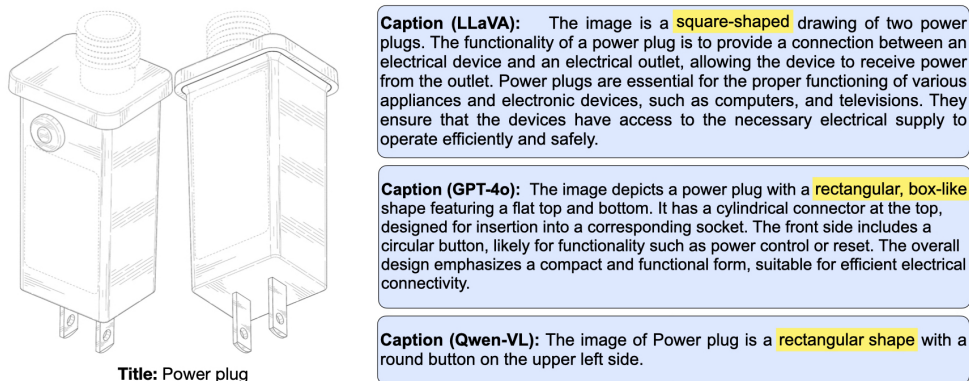 Title: Power plug
Caption (LLaVA): The image is a square-shaped drawing of two power
plugs. The functionality of a power plug is to provide a connection between an
electrical device and an electrical outlet, allowing the device to receive power
from the outlet. Power plugs are essential for the proper functioning of various
appliances and electronic devices, such as computers, and televisions. They
ensure that the devices have access to the necessary electrical supply to
operate efficiently and safely.
Caption (GPT-4o): The image depicts a power plug with a rectangular, box-like
shape featuring a flat top and bottom. It has a cylindrical connector at the top,
designed for insertion into a corresponding socket. The front side includes a
circular button, likely for functionality such as power control or reset. The overall
design emphasizes a compact and functional form, suitable for efficient electrical
connectivity.
Caption (Qwen-VL): The image of Power plug is a rectangular shape with a
round button on the upper left side.